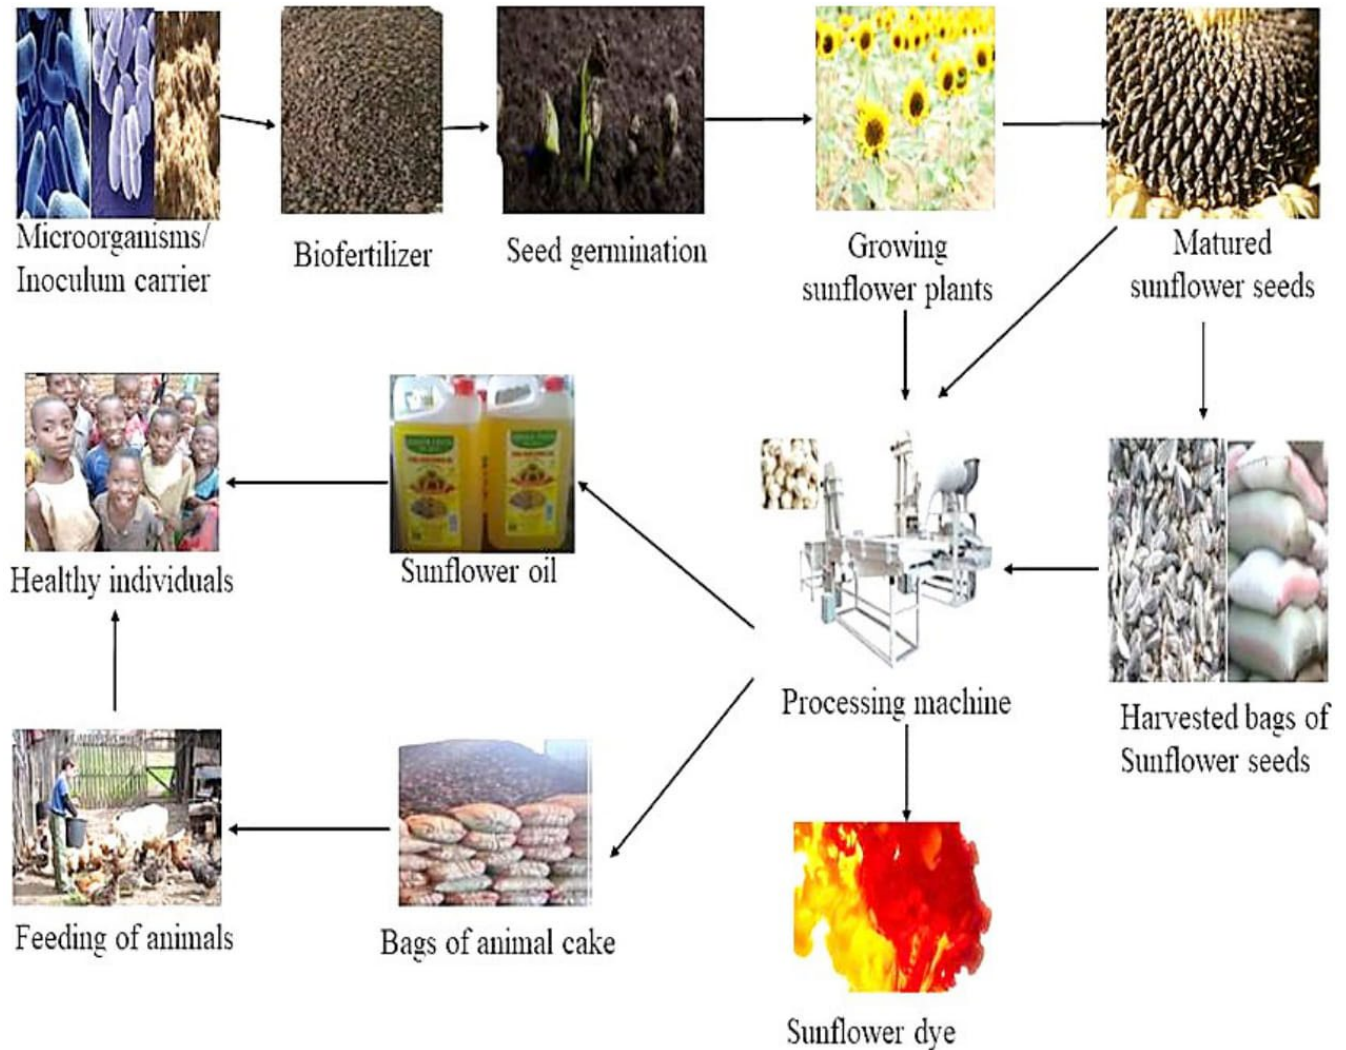 Microorganisms/
Inoculum carrier
Biofertilizer
Seed germination
Growing
sunflower plants
Matured
sunflower seeds
Healthy individuals
Sunflower oil
Processing machine
Harvested bags of
Sunflower seeds
Feeding of animals
Bags of animal cake
Sunflower dye